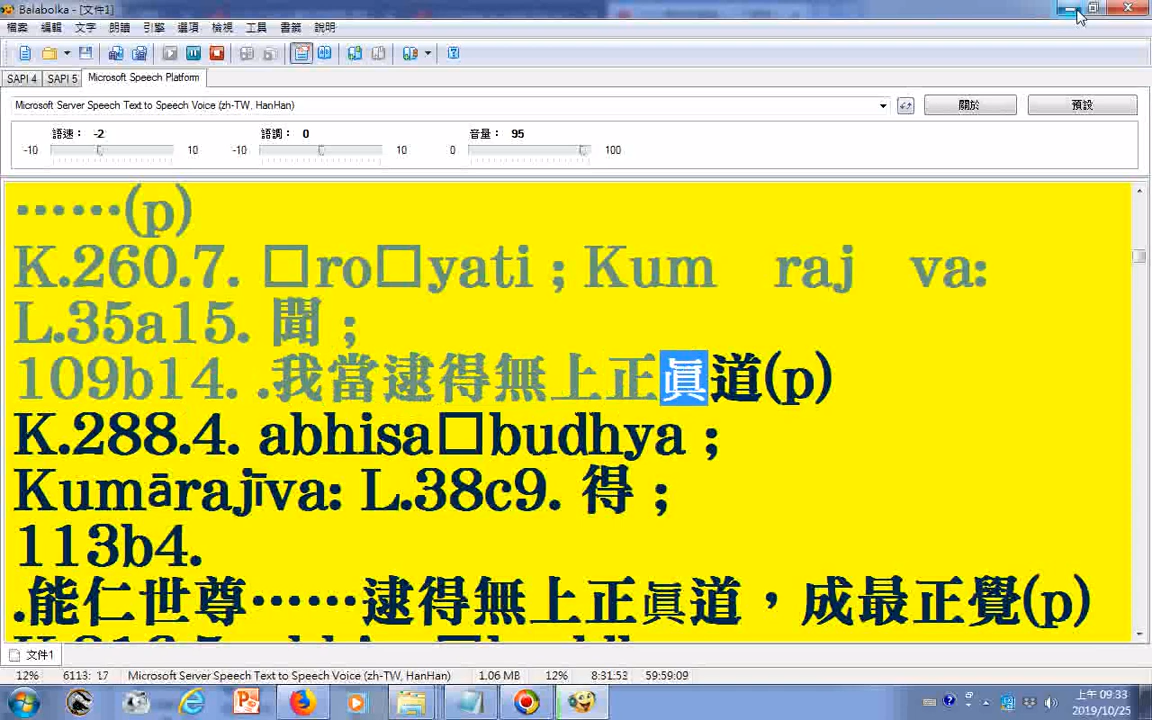 Balabolka - [文件1]
檔案 編輯 文字 朗讀 引擎 選項 檢視 工具 書籤 說明
SAPI 4 SAPI 5 Microsoft Speech Platform
Microsoft Server Speech Text to Speech Voice (zh-TW, HanHan) 關於 預設
語速： -2 語調： 0 音量： 95
-10 10 -10 10 0 100
……(p)
K.260.7. □ro□yati ; Kum raj va:
L.35a15. 聞 ;
109b14. .我當逮得無上正眞道(p)
K.288.4. abhisa□budhya ;
Kumārajīva: L.38c9. 得 ;
113b4.
.能仁世尊……逮得無上正眞道，成最正覺(p)
文件1
12% 6113: 17 Microsoft Server Speech Text to Speech Voice (zh-TW, HanHan) 1.06 MB 12% 8:31:53 59:59:09
上午 09:33
2019/10/25